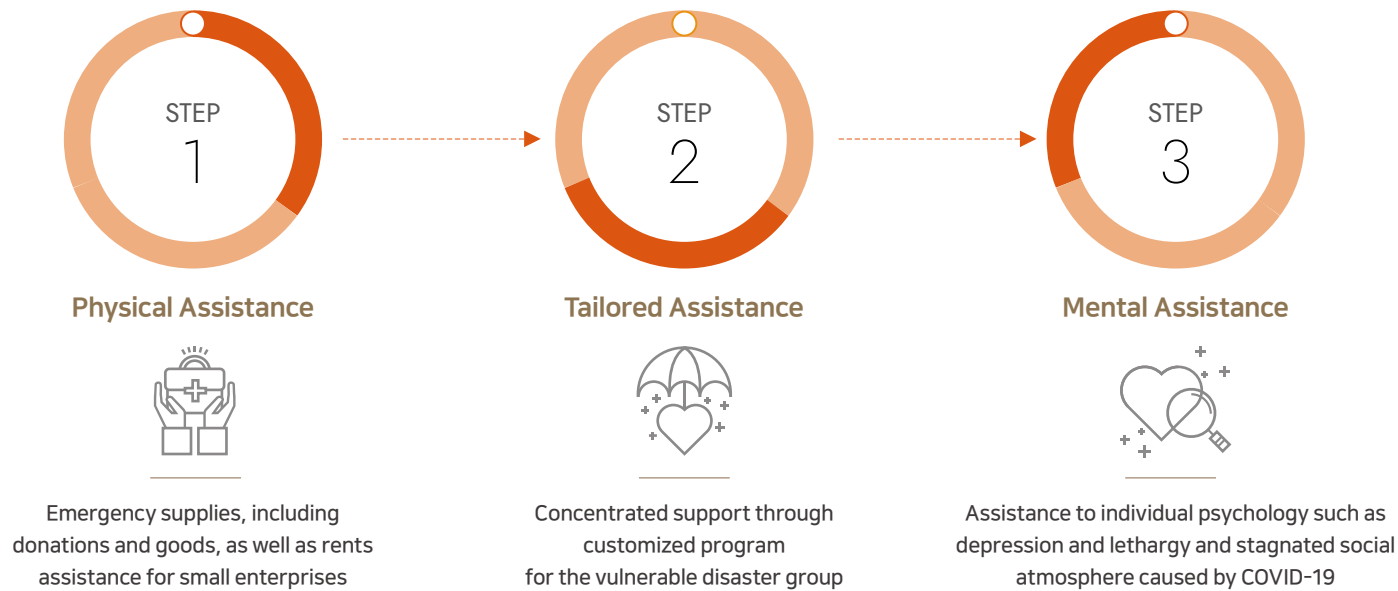 STEP
1
Physical Assistance
Emergency supplies, including
donations and goods, as well as rents
assistance for small enterprises
STEP
2
Tailored Assistance
Concentrated support through
customized program
for the vulnerable disaster group
STEP
3
Mental Assistance
Assistance to individual psychology such as
depression and lethargy and stagnated social
atmosphere caused by COVID-19